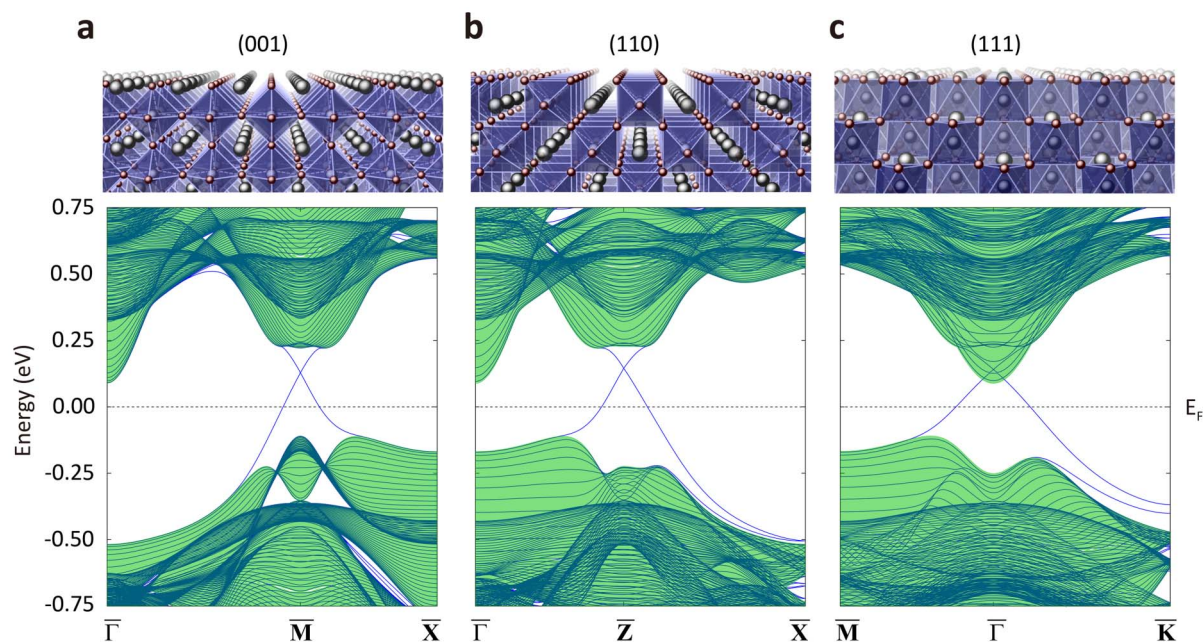 a
(001)
b
(110)
c
(111)
Energy (eV)
0.75
0.50
0.25
0.00
-0.25
-0.50
-0.75
E_F
Γ̅
M̅
X̅
Γ̅
Z̅
X̅
M̅
Γ̅
K̅